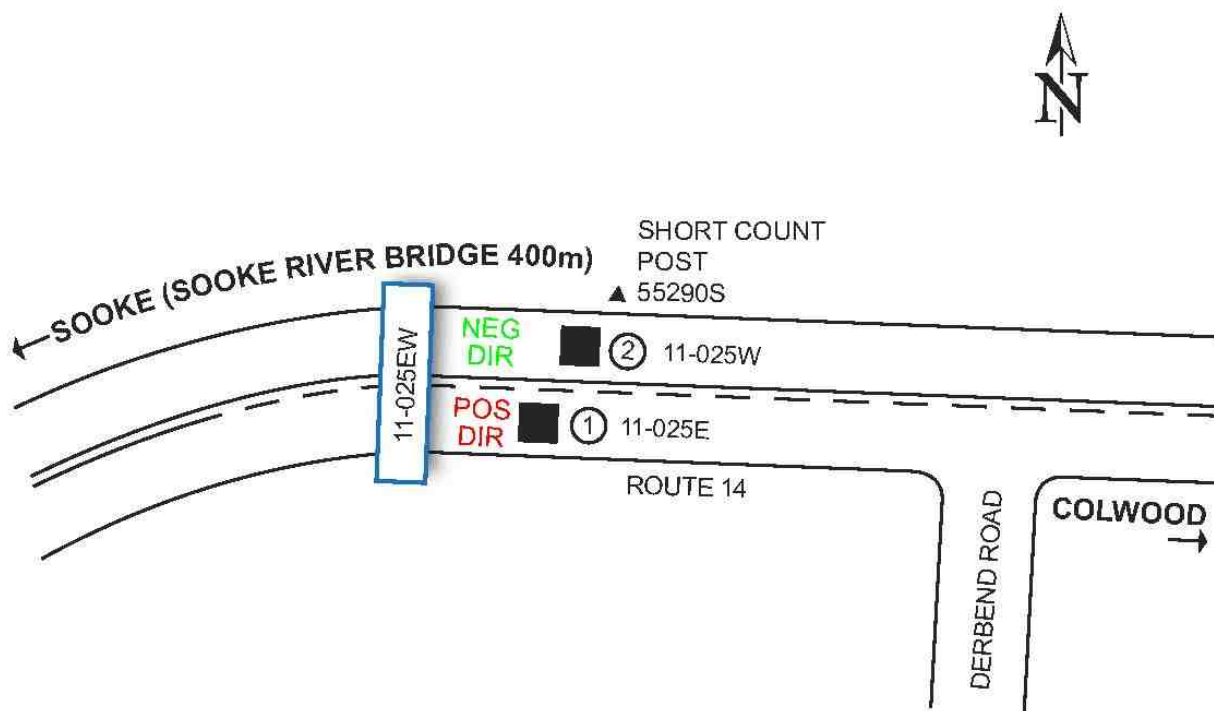 N
SHORT COUNT
POST
55290S
←SOOKE (SOOKE RIVER BRIDGE 400m)
NEG
DIR
2 11-025W
11-025EW
POS
DIR
1 11-025E
ROUTE 14
COLWOOD
→
DERBEND ROAD